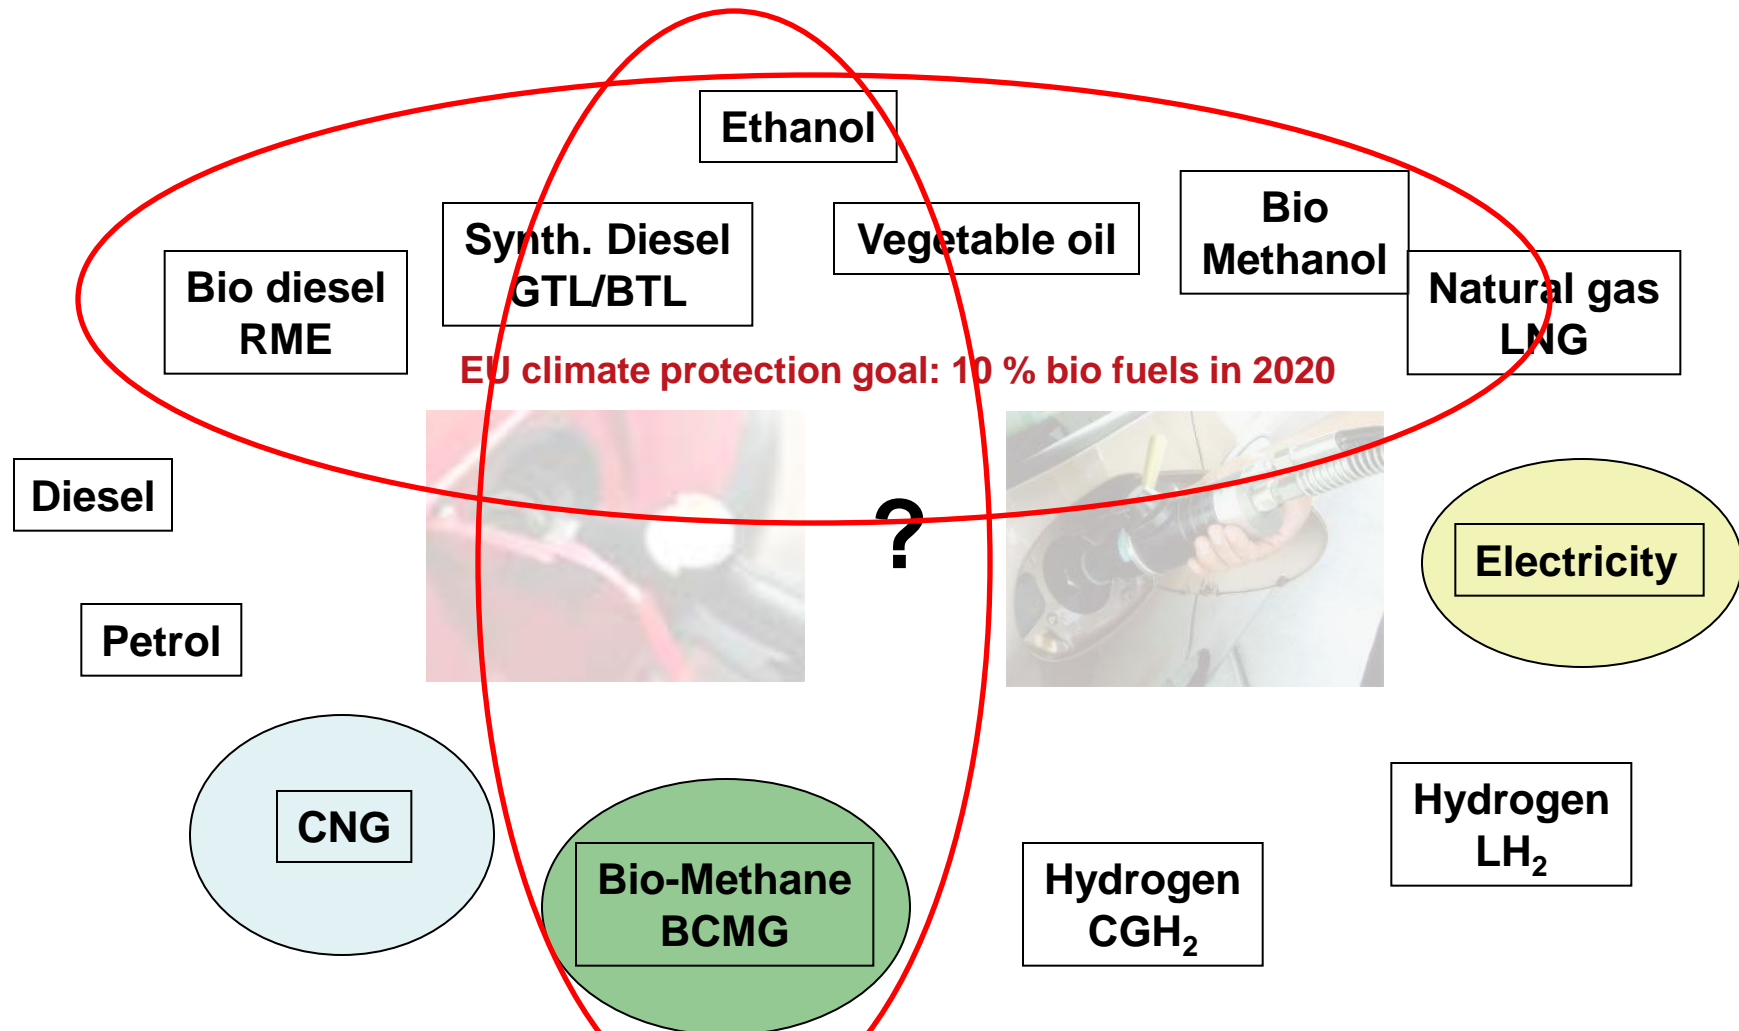 Ethanol
Synth. Diesel
GTL/BTL
Vegetable oil
Bio
Methanol
Bio diesel
RME
Natural gas
LNG
EU climate protection goal: 10 % bio fuels in 2020
Diesel
?
Electricity
Petrol
CNG
Bio-Methane
BCMG
Hydrogen
CGH₂
Hydrogen
LH₂